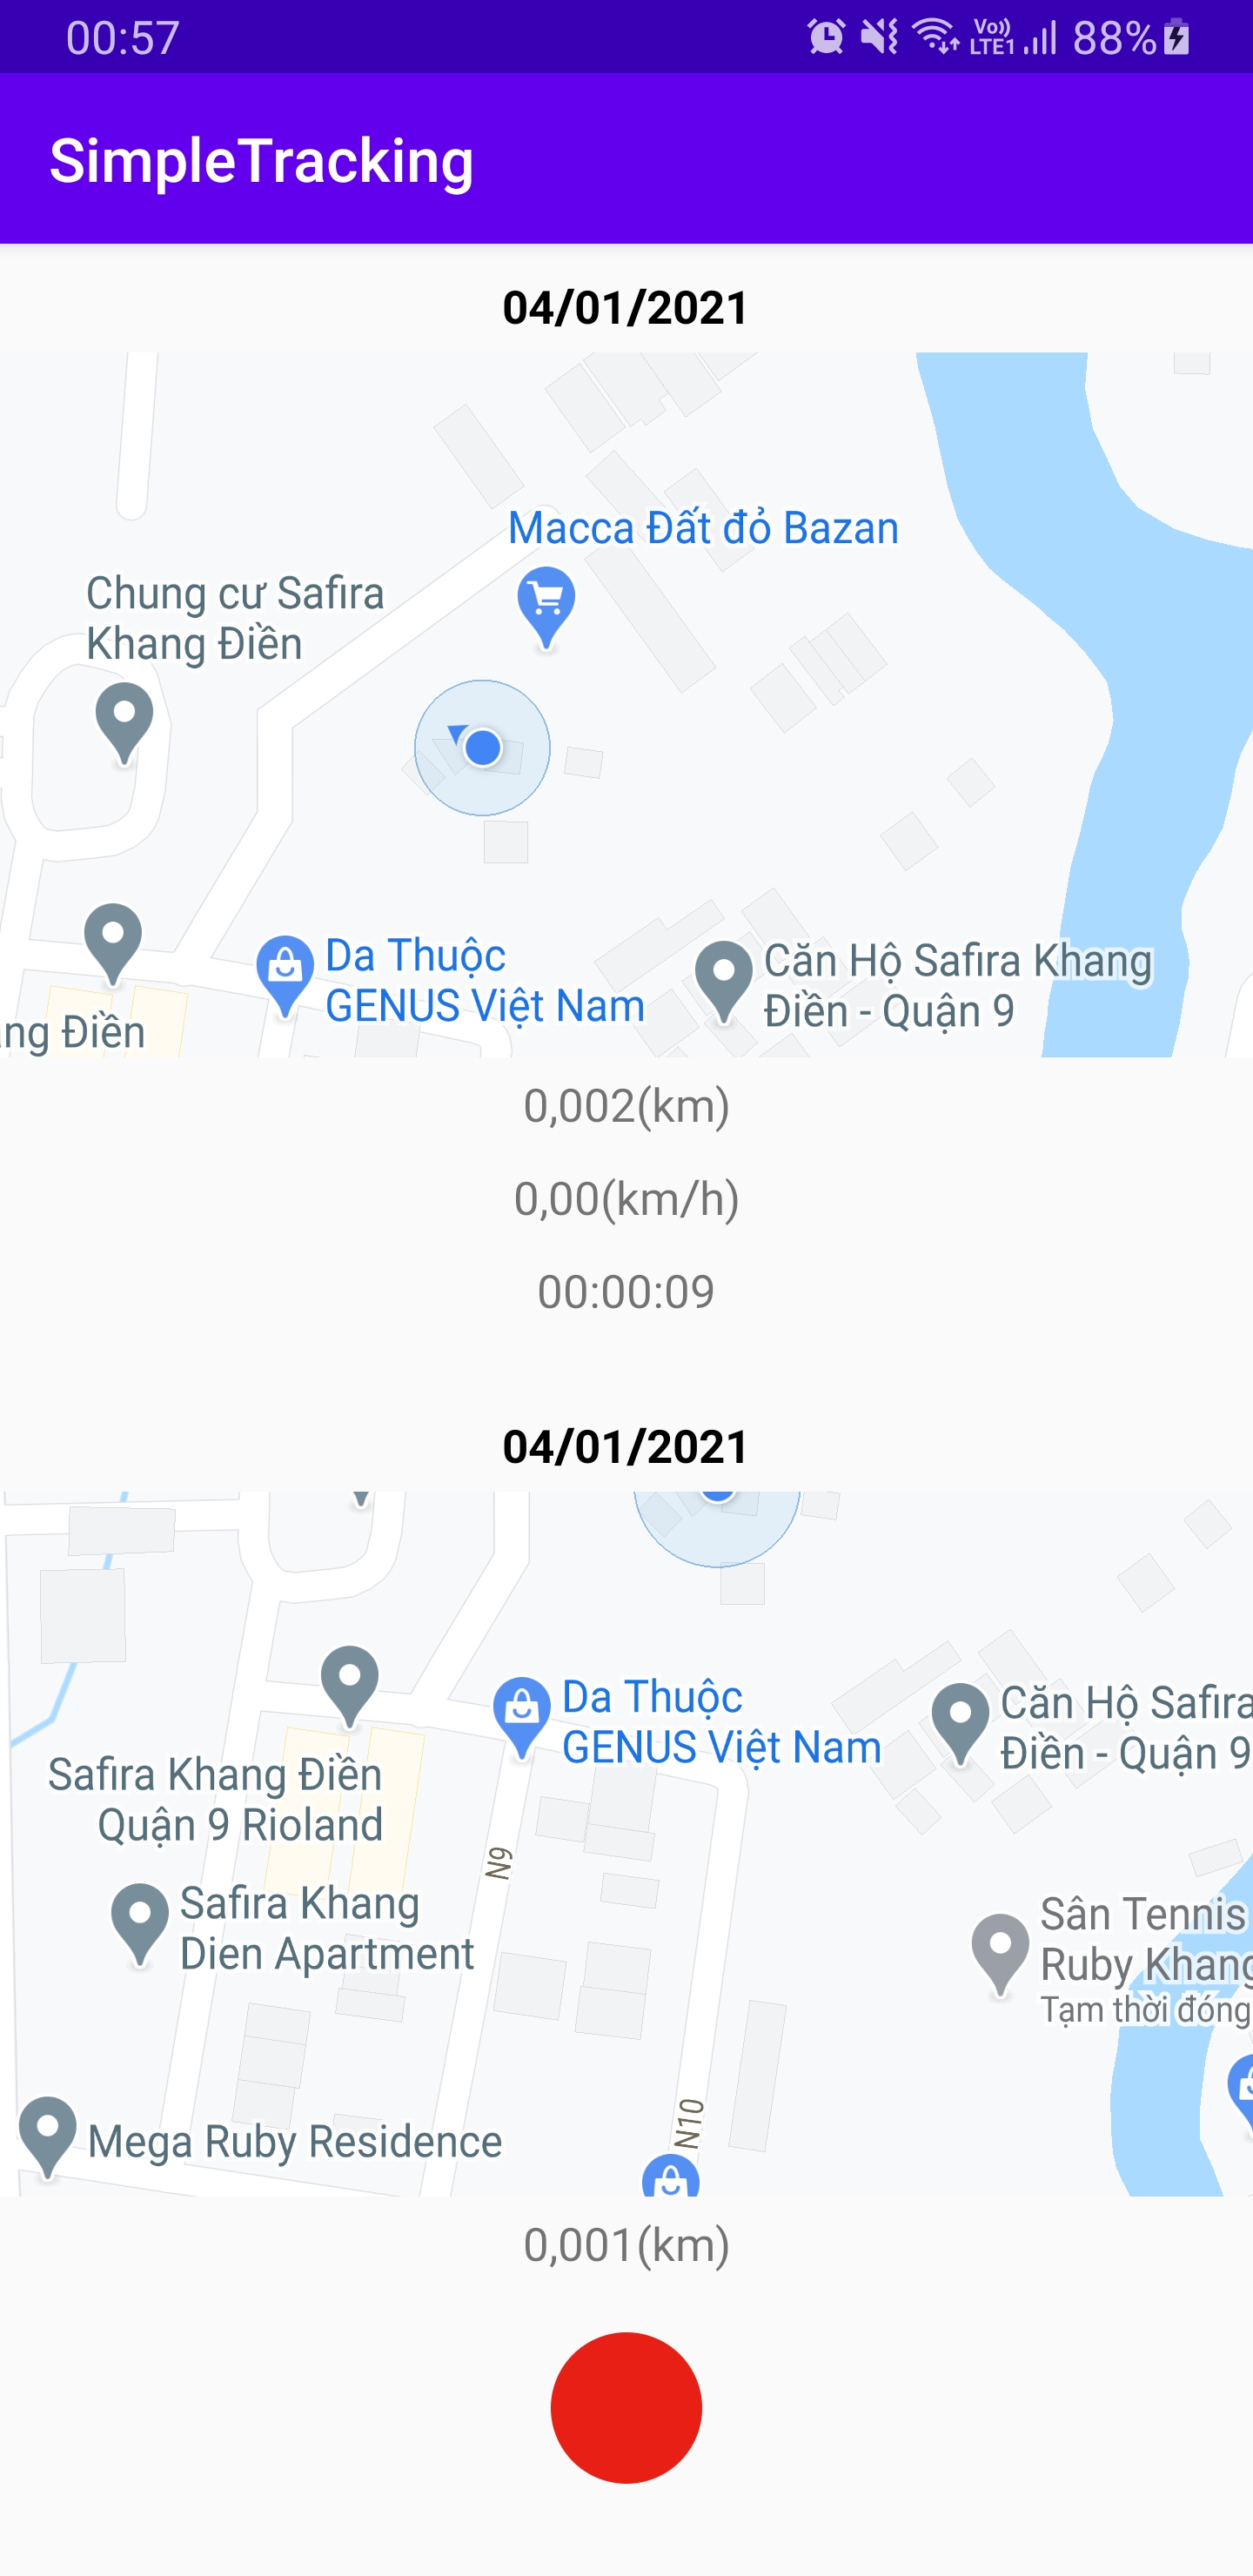 00:57
Vo))
LTE1
88%
SimpleTracking
04/01/2021
Macca Đất đỏ Bazan
Chung cư Safira
Khang Điền
Da Thuộc
GENUS Việt Nam
Căn Hộ Safira Khang
Điền - Quận 9
ng Điền
0,002(km)
0,00(km/h)
00:00:09
04/01/2021
Da Thuộc
GENUS Việt Nam
Căn Hộ Safira
Điền - Quận 9
Safira Khang Điền
Quận 9 Rioland
N9
Safira Khang
Dien Apartment
Sân Tennis
Ruby Khang
Tạm thời đóng
N10
Mega Ruby Residence
0,001(km)